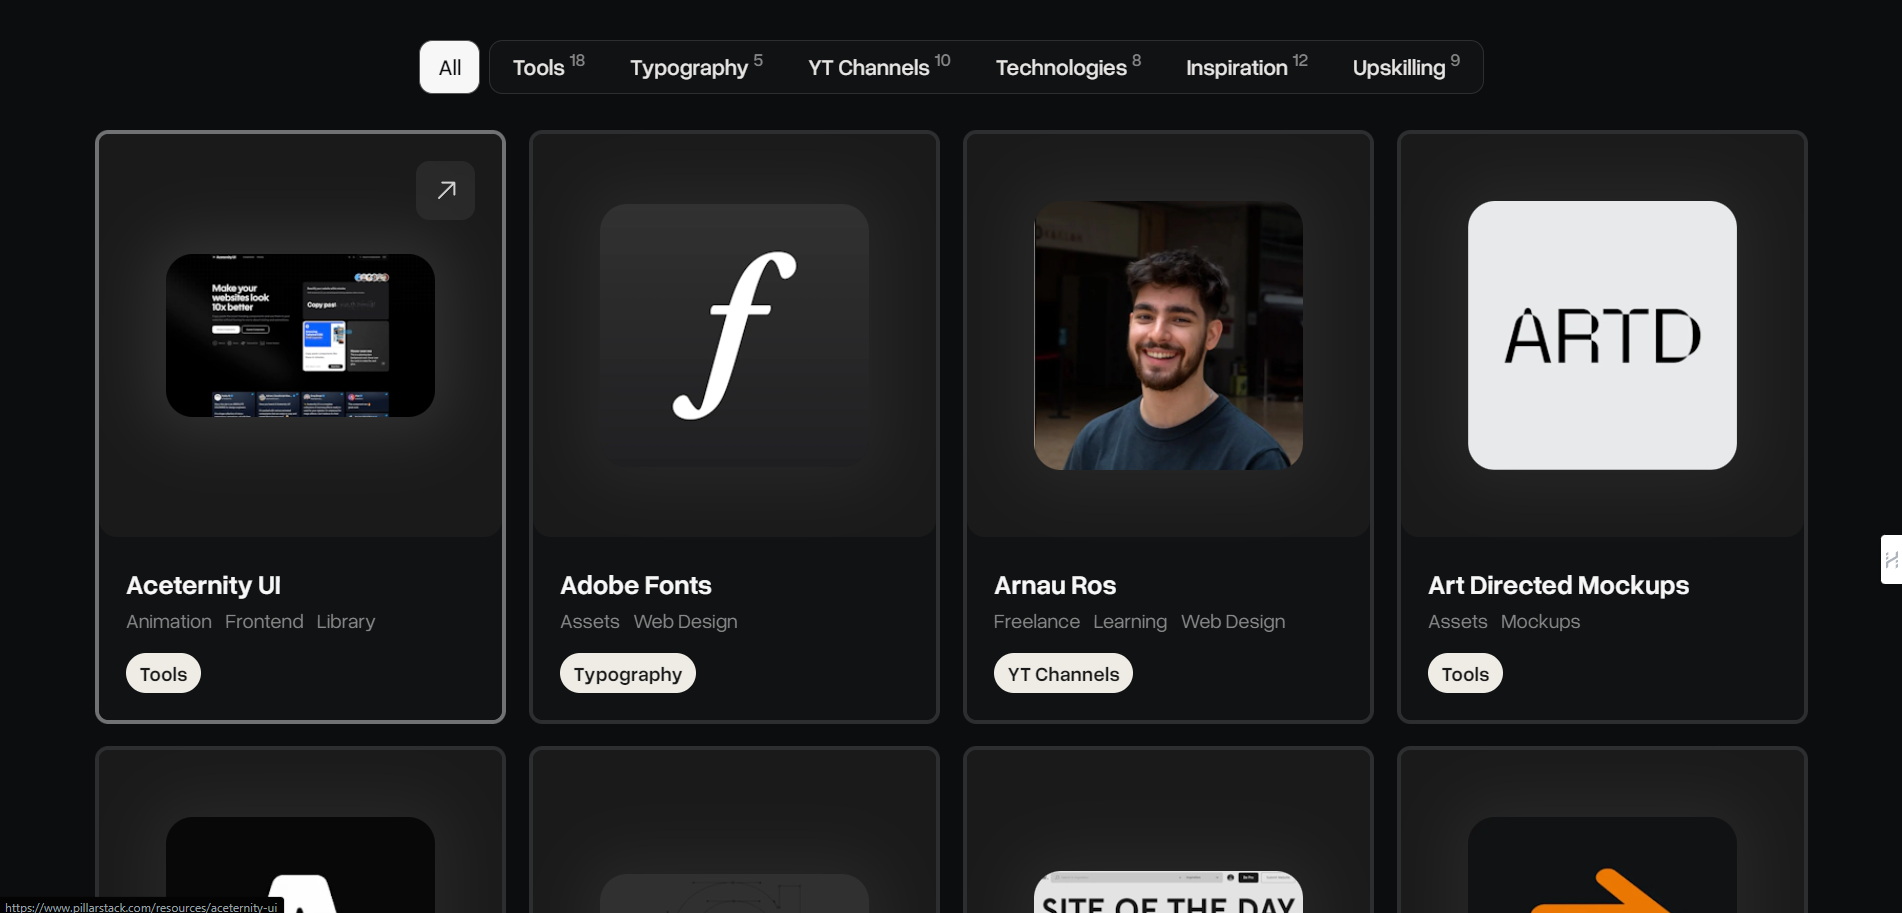 All
Tools 18
Typography 5
YT Channels 10
Technologies 8
Inspiration 12
Upskilling 9
Aceternity UI
Make your
websites look
10x better
Copy past
f
ARTD
Aceternity UI
Animation Frontend Library
Tools
Adobe Fonts
Assets Web Design
Typography
Arnau Ros
Freelance Learning Web Design
YT Channels
Art Directed Mockups
Assets Mockups
Tools
SITE OF THE DAY
https://www.pillarstack.com/resources/aceternity-ui